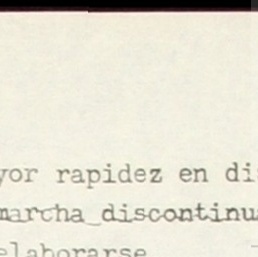 yor rapidez en di
marcha discontinu
elaborarse